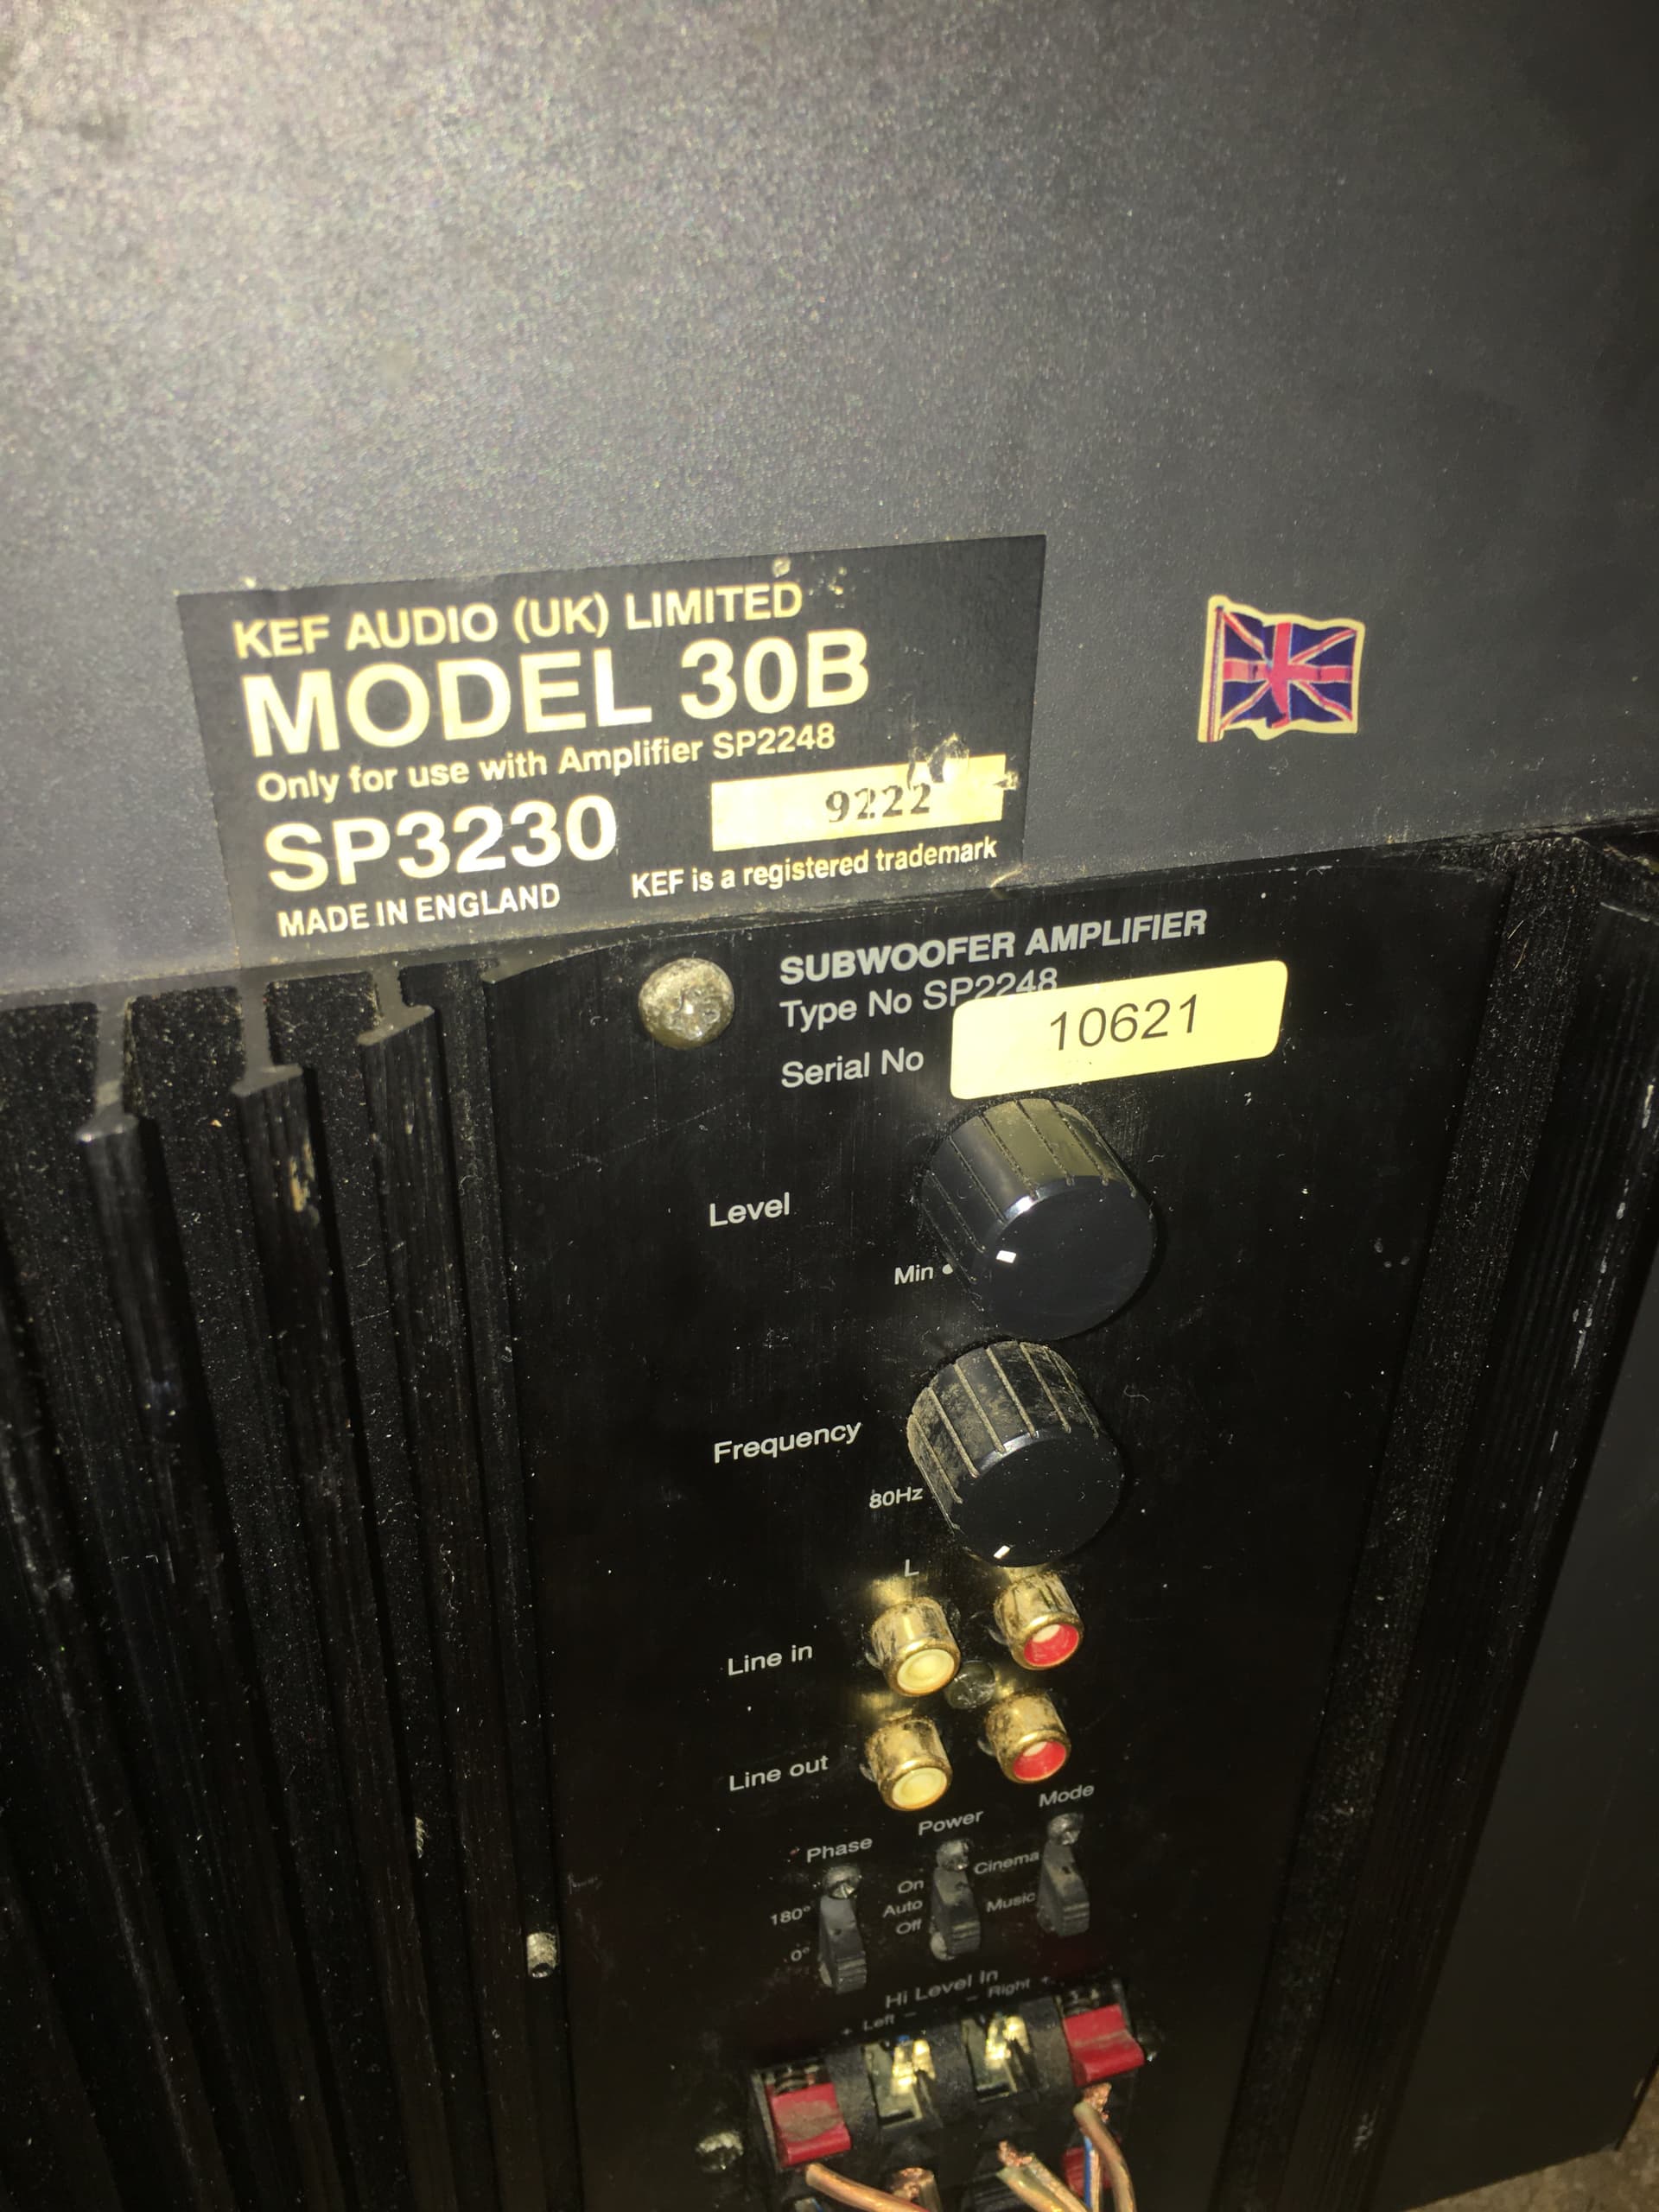 KEF AUDIO (UK) LIMITED
MODEL 30B
Only for use with Amplifier SP2248
SP3230 9222
MADE IN ENGLAND KEF is a registered trademark
SUBWOOFER AMPLIFIER
Type No SP2248
Serial No 10621
Level
Min
Frequency
80Hz
L
Line in
Line out
Phase Power Mode
180° On Cinema
Auto Music
0° Off
Hi Level In
+ Left − − Right +